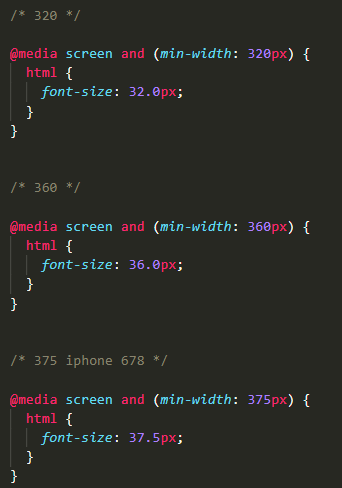 /* 320 */
@media screen and (min-width: 320px) {
html {
font-size: 32.0px;
}
}
/* 360 */
@media screen and (min-width: 360px) {
html {
font-size: 36.0px;
}
}
/* 375 iphone 678 */
@media screen and (min-width: 375px) {
html {
font-size: 37.5px;
}
}